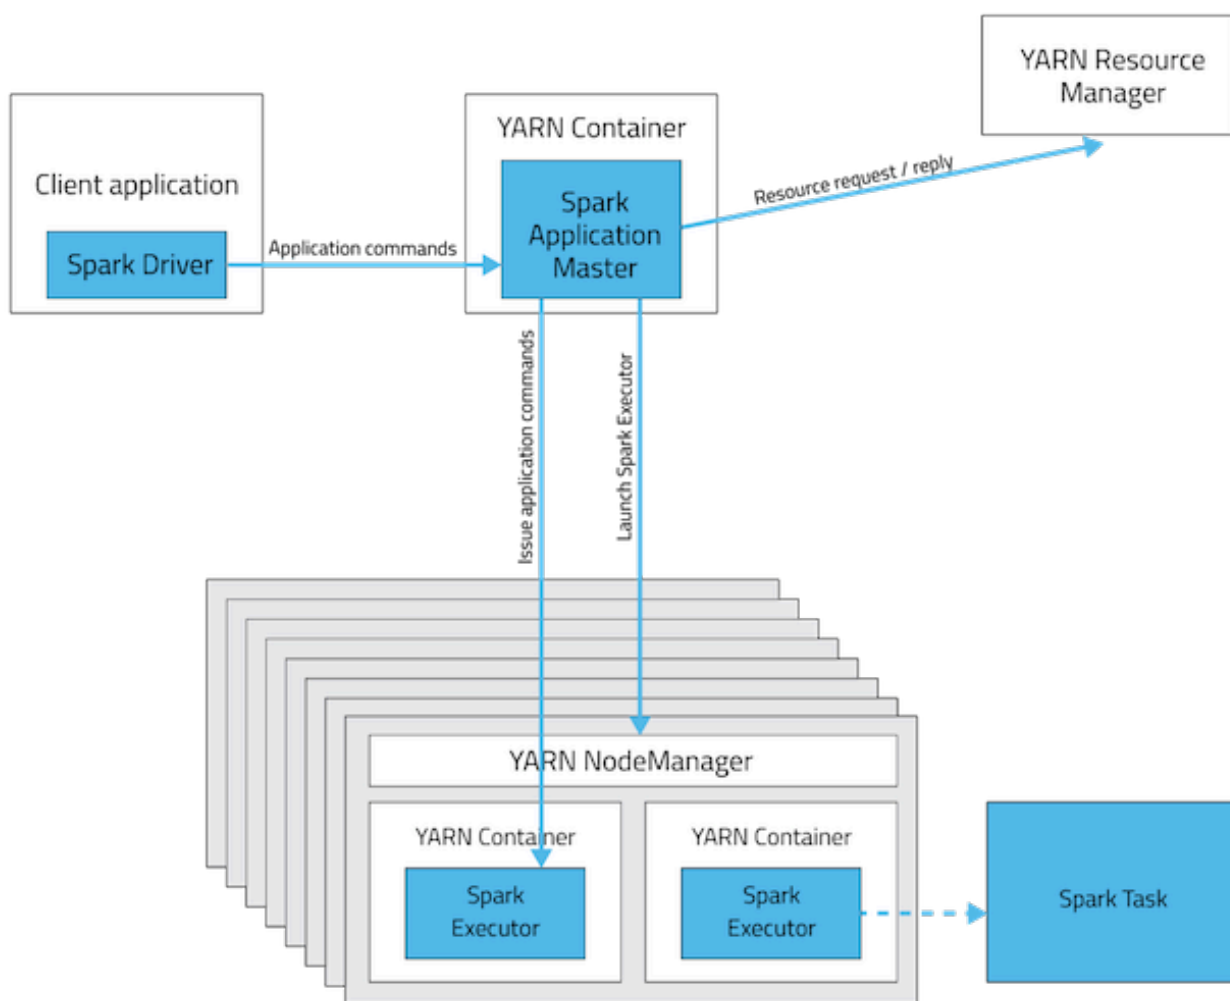 YARN Resource
Manager
YARN Container
Client application
Spark
Application
Master
Resource request / reply
Spark Driver
Application commands
Issue application commands
Launch Spark Executor
YARN NodeManager
YARN Container
YARN Container
Spark
Executor
Spark
Executor
Spark Task